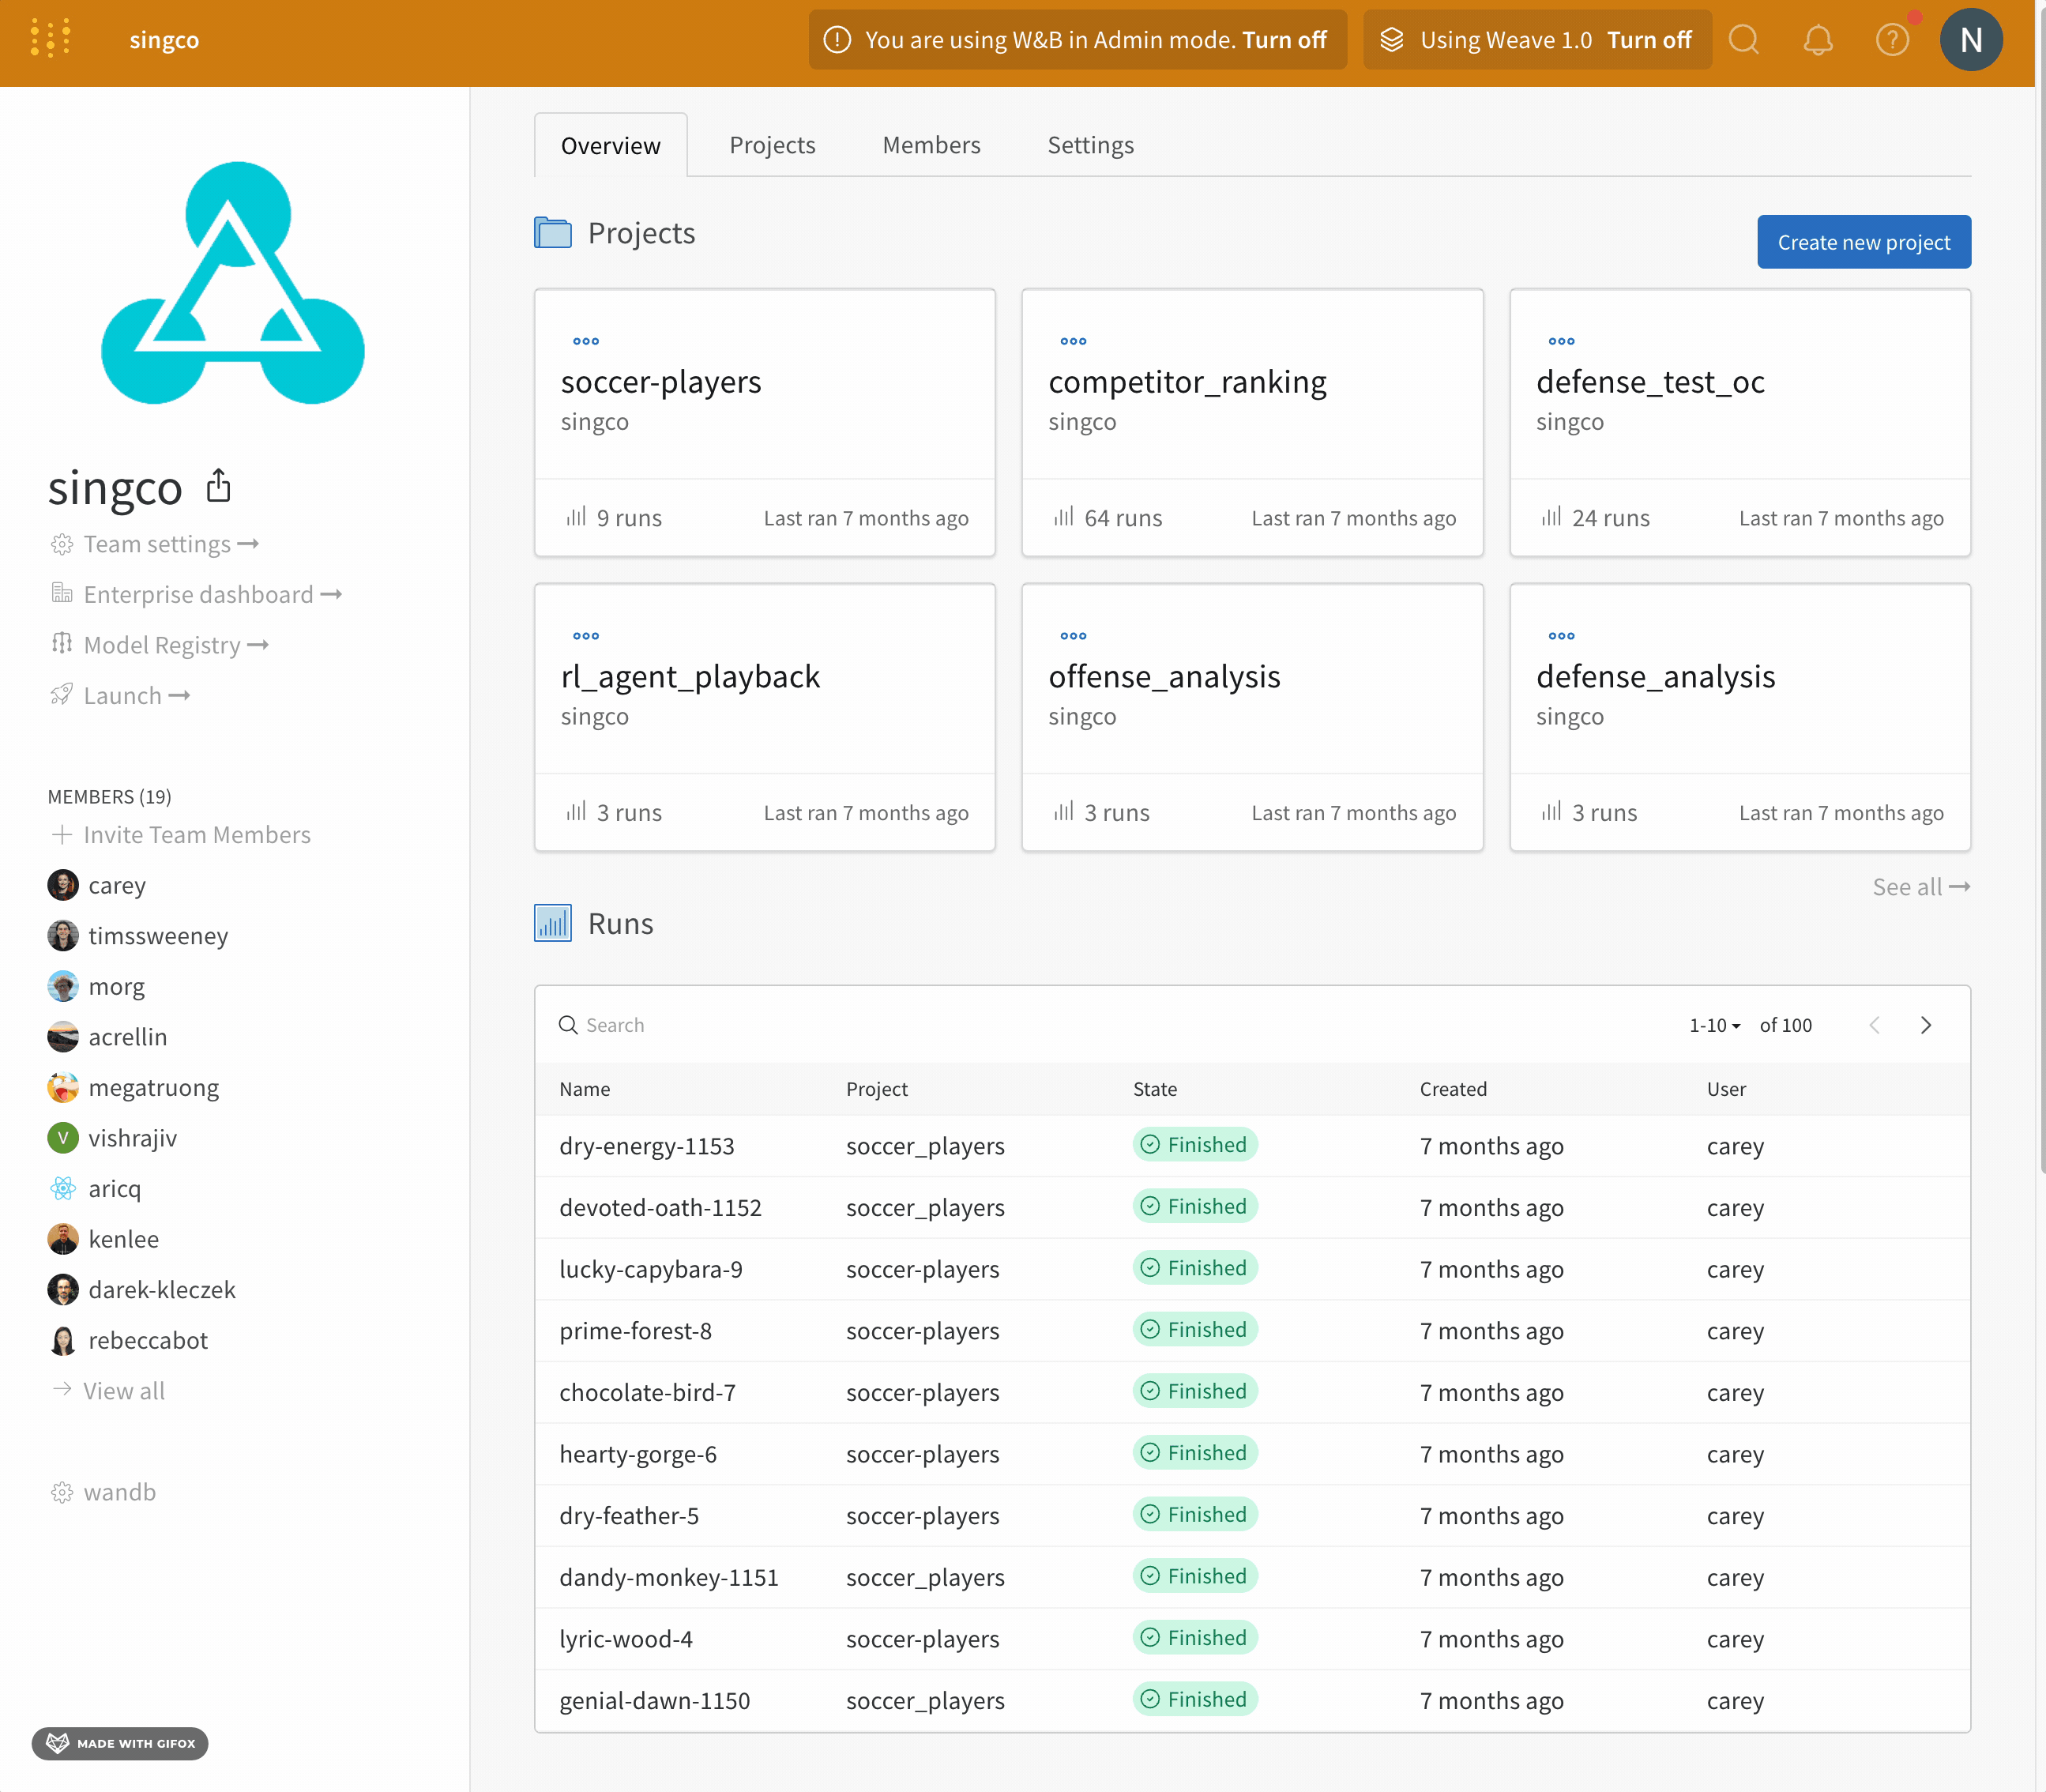 singco
You are using W&B in Admin mode. Turn off
Using Weave 1.0 Turn off
N
singco
Team settings
Enterprise dashboard
Model Registry
Launch
MEMBERS (19)
Invite Team Members
carey
timssweeney
morg
acrellin
megatruong
V vishrajiv
aricq
kenlee
darek-kleczek
rebeccabot
View all
wandb
MADE WITH GIFOX
Overview Projects Members Settings
Projects
Create new project
soccer-players
singco
9 runs Last ran 7 months ago
competitor_ranking
singco
64 runs Last ran 7 months ago
defense_test_oc
singco
24 runs Last ran 7 months ago
rl_agent_playback
singco
3 runs Last ran 7 months ago
offense_analysis
singco
3 runs Last ran 7 months ago
defense_analysis
singco
3 runs Last ran 7 months ago
See all
Runs
Search 1-10 of 100
Name Project State Created User
dry-energy-1153 soccer_players Finished 7 months ago carey
devoted-oath-1152 soccer_players Finished 7 months ago carey
lucky-capybara-9 soccer-players Finished 7 months ago carey
prime-forest-8 soccer-players Finished 7 months ago carey
chocolate-bird-7 soccer-players Finished 7 months ago carey
hearty-gorge-6 soccer-players Finished 7 months ago carey
dry-feather-5 soccer-players Finished 7 months ago carey
dandy-monkey-1151 soccer_players Finished 7 months ago carey
lyric-wood-4 soccer-players Finished 7 months ago carey
genial-dawn-1150 soccer_players Finished 7 months ago carey